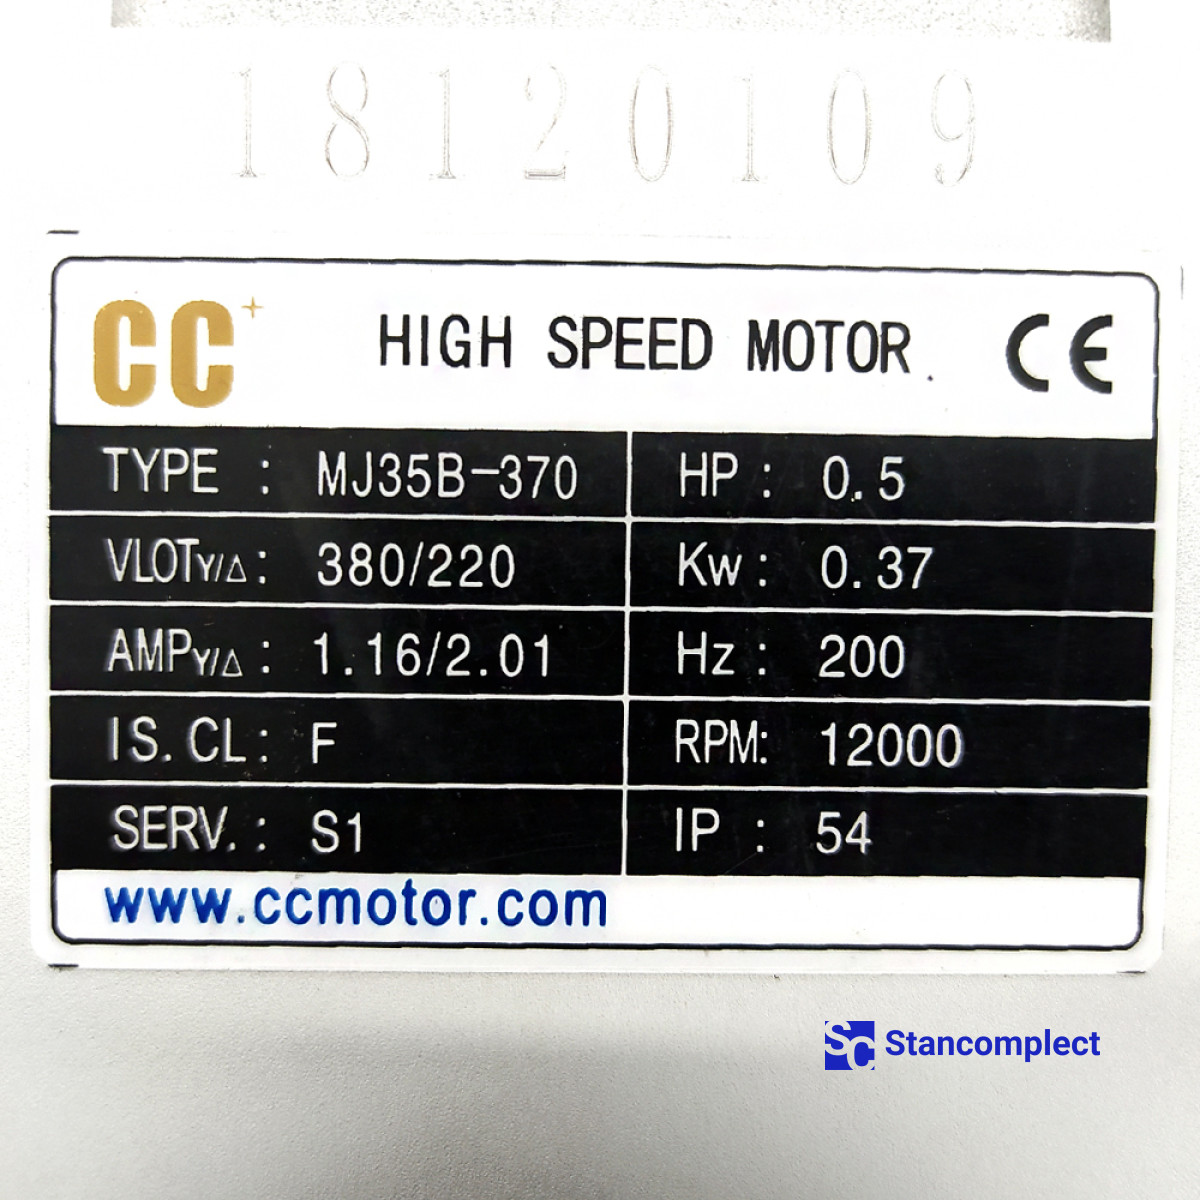 18120109
CC HIGH SPEED MOTOR. CE
TYPE : MJ35B-370 HP : 0.5
VLOTY/Δ: 380/220 Kw : 0.37
AMPY/Δ : 1.16/2.01 Hz : 200
IS.CL: F RPM: 12000
SERV. : S1 IP : 54
www.ccmotor.com
SC Stancomplect